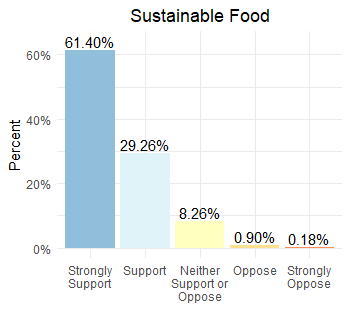 Sustainable Food
Percent
60%
40%
20%
0%
61.40%
29.26%
8.26%
0.90%
0.18%
Strongly
Support
Support
Neither
Support or
Oppose
Oppose
Strongly
Oppose